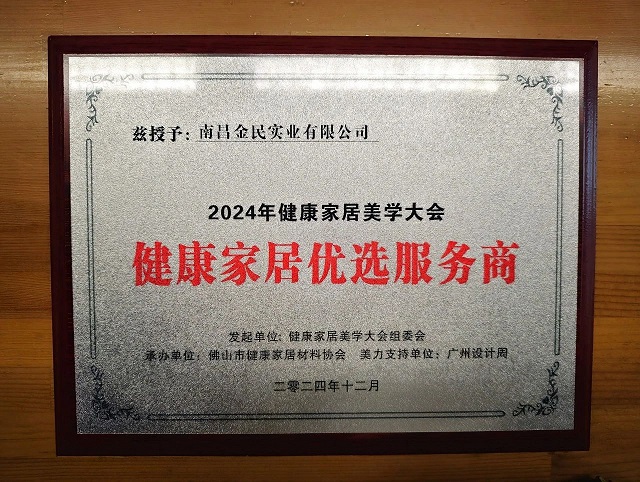 兹授予：南昌金民实业有限公司
2024年健康家居美学大会
健康家居优选服务商
发起单位：健康家居美学大会组委会
承办单位：佛山市健康家居材料协会 美力支持单位：广州设计周
二零二四年十二月